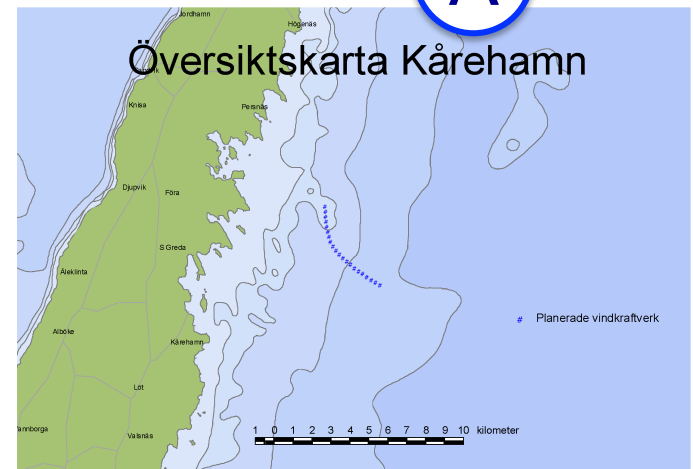 A
Jordhamn
Högenäs
Översiktskarta Kårehamn
Knisa
Persnäs
Djupvik
Föra
S Greda
Äleklinta
Planerade vindkraftverk
Alböke
Kårehamn
Löt
Valsnäs
1 0 1 2 3 4 5 6 7 8 9 10 kilometer